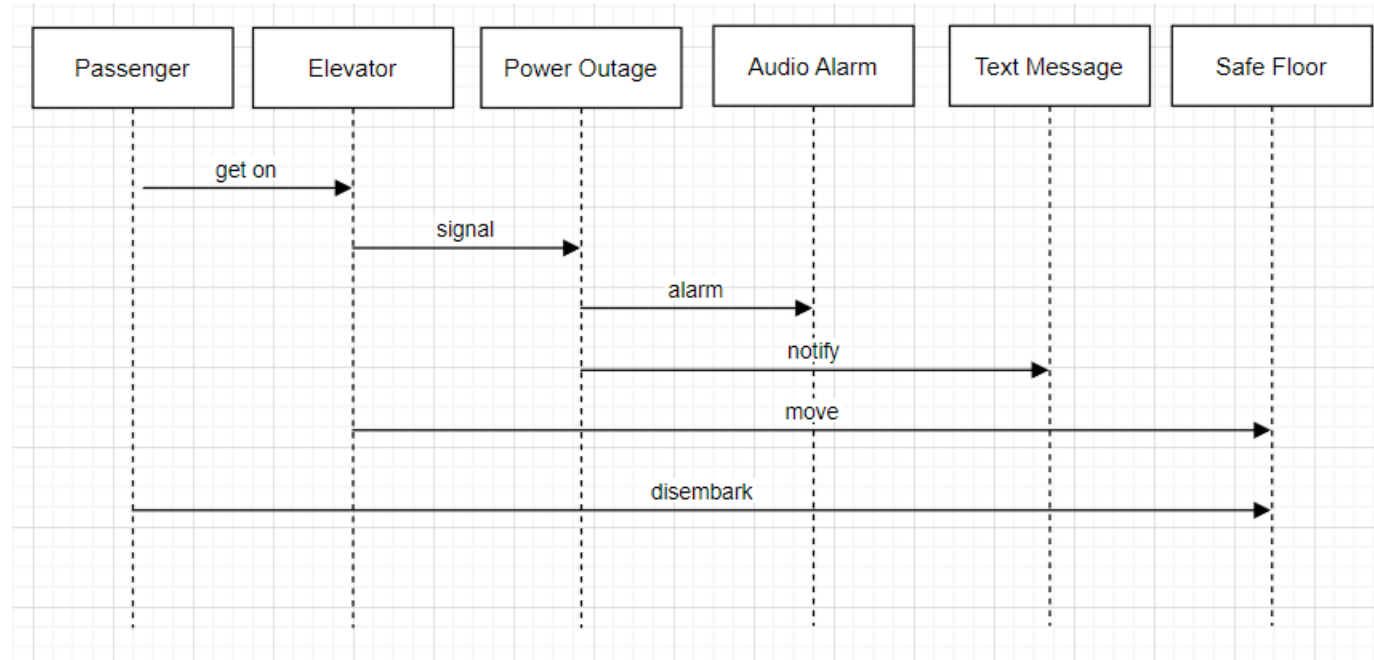 Passenger
Elevator
Power Outage
Audio Alarm
Text Message
Safe Floor
get on
signal
alarm
notify
move
disembark